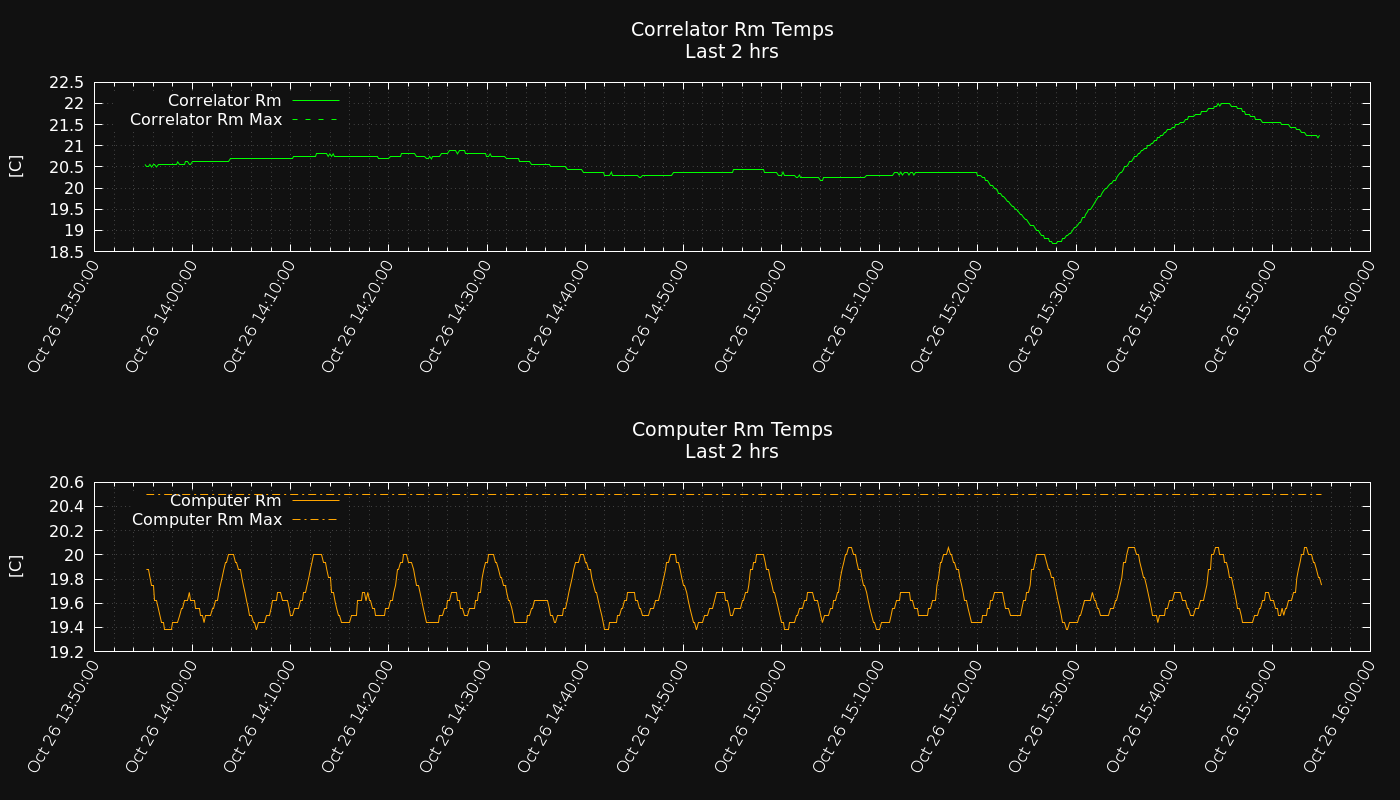 Correlator Rm Temps
Last 2 hrs
22.5
22
21.5
21
20.5
20
19.5
19
18.5
[C]
Correlator Rm
Correlator Rm Max
Oct 26 13:50:00
Oct 26 14:00:00
Oct 26 14:10:00
Oct 26 14:20:00
Oct 26 14:30:00
Oct 26 14:40:00
Oct 26 14:50:00
Oct 26 15:00:00
Oct 26 15:10:00
Oct 26 15:20:00
Oct 26 15:30:00
Oct 26 15:40:00
Oct 26 15:50:00
Oct 26 16:00:00
Computer Rm Temps
Last 2 hrs
20.6
20.4
20.2
20
19.8
19.6
19.4
19.2
[C]
Computer Rm
Computer Rm Max
Oct 26 13:50:00
Oct 26 14:00:00
Oct 26 14:10:00
Oct 26 14:20:00
Oct 26 14:30:00
Oct 26 14:40:00
Oct 26 14:50:00
Oct 26 15:00:00
Oct 26 15:10:00
Oct 26 15:20:00
Oct 26 15:30:00
Oct 26 15:40:00
Oct 26 15:50:00
Oct 26 16:00:00